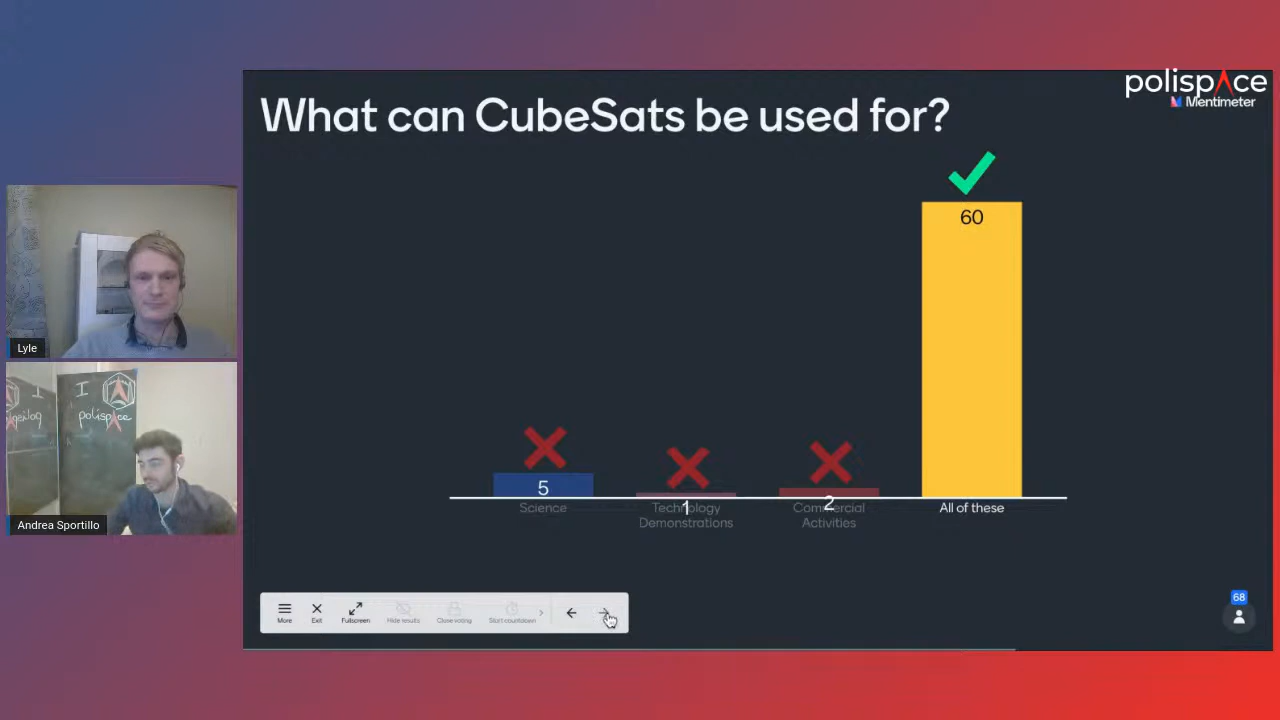 polispace
Mentimeter
What can CubeSats be used for?
60
5
1
2
Science
Technology
Demonstrations
Commercial
Activities
All of these
Lyle
polispace
Andrea Sportillo
More
Exit
Fullscreen
Hide results
Close voting
Start countdown
68